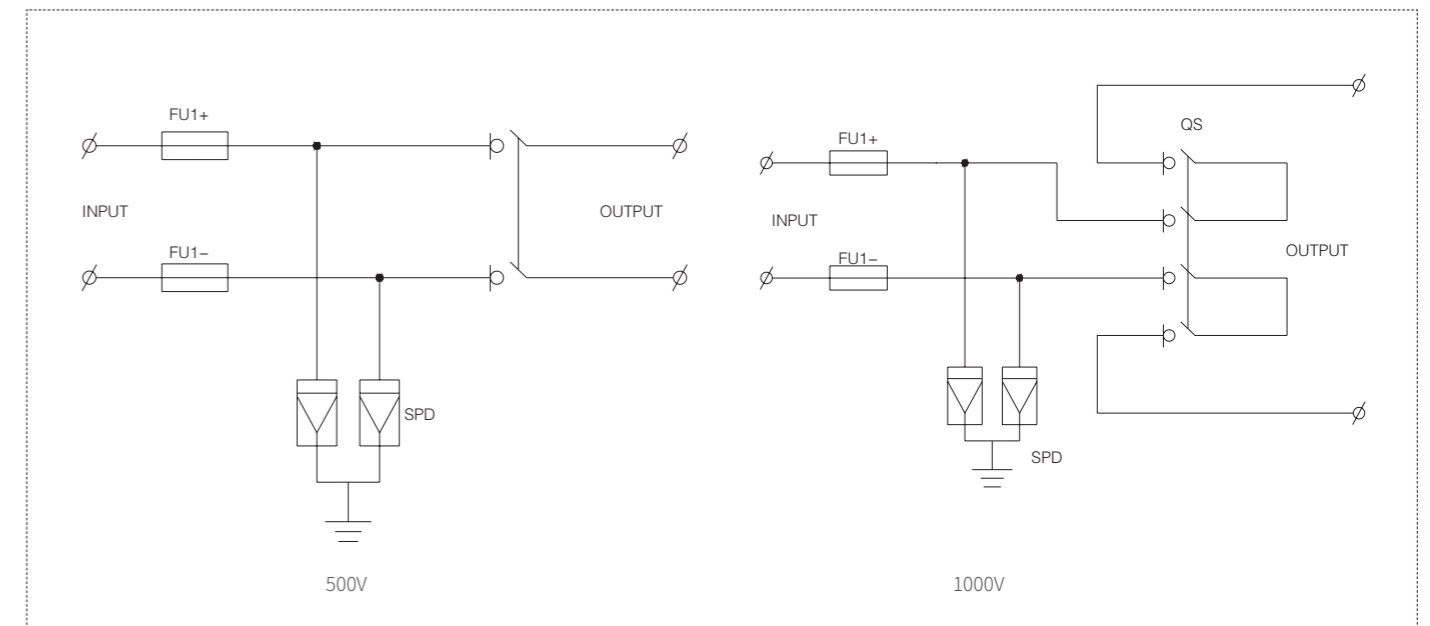 FU1+
INPUT
OUTPUT
FU1–
SPD
500V
QS
FU1+
INPUT
OUTPUT
FU1–
SPD
1000V